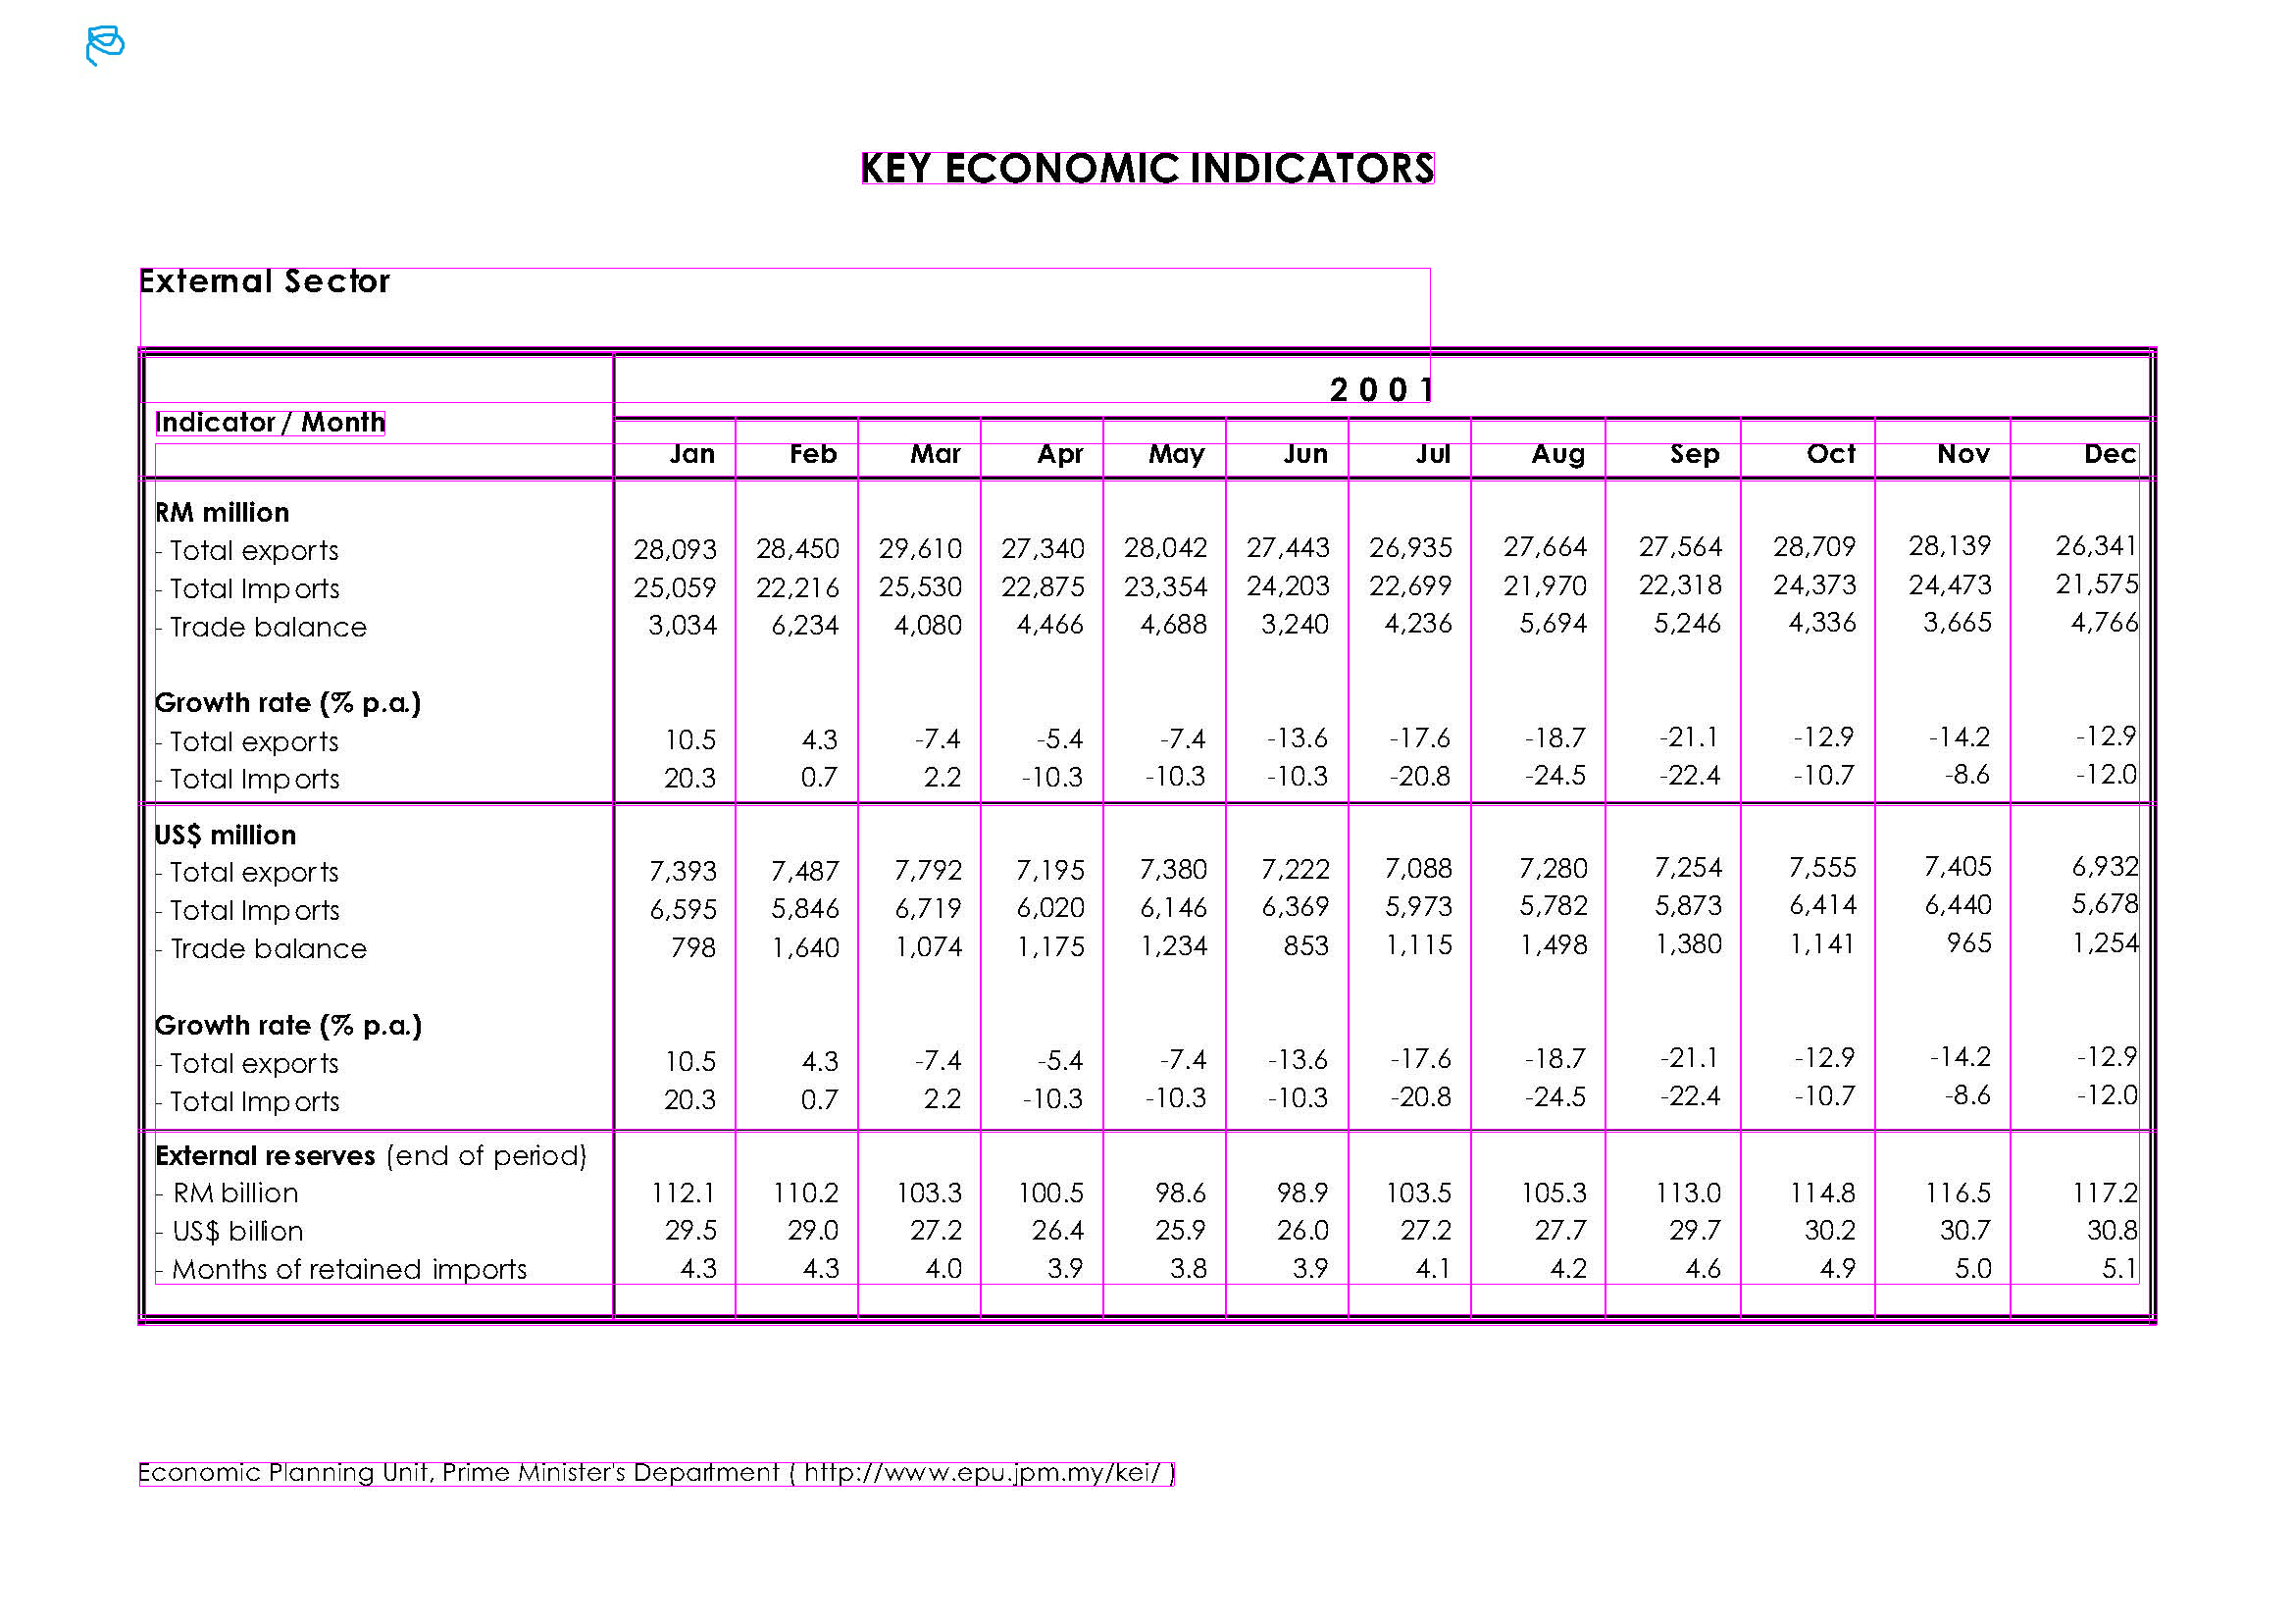 KEY ECONOMIC INDICATORS
External Sector
2 0 0 1
Indicator / Month
Jan Feb Mar Apr May Jun Jul Aug Sep Oct Nov Dec
RM million
- Total exports 28,093 28,450 29,610 27,340 28,042 27,443 26,935 27,664 27,564 28,709 28,139 26,341
- Total Imports 25,059 22,216 25,530 22,875 23,354 24,203 22,699 21,970 22,318 24,373 24,473 21,575
- Trade balance 3,034 6,234 4,080 4,466 4,688 3,240 4,236 5,694 5,246 4,336 3,665 4,766
Growth rate (% p.a.)
- Total exports 10.5 4.3 -7.4 -5.4 -7.4 -13.6 -17.6 -18.7 -21.1 -12.9 -14.2 -12.9
- Total Imports 20.3 0.7 2.2 -10.3 -10.3 -10.3 -20.8 -24.5 -22.4 -10.7 -8.6 -12.0
US$ million
- Total exports 7,393 7,487 7,792 7,195 7,380 7,222 7,088 7,280 7,254 7,555 7,405 6,932
- Total Imports 6,595 5,846 6,719 6,020 6,146 6,369 5,973 5,782 5,873 6,414 6,440 5,678
- Trade balance 798 1,640 1,074 1,175 1,234 853 1,115 1,498 1,380 1,141 965 1,254
Growth rate (% p.a.)
- Total exports 10.5 4.3 -7.4 -5.4 -7.4 -13.6 -17.6 -18.7 -21.1 -12.9 -14.2 -12.9
- Total Imports 20.3 0.7 2.2 -10.3 -10.3 -10.3 -20.8 -24.5 -22.4 -10.7 -8.6 -12.0
External reserves (end of period)
- RM billion 112.1 110.2 103.3 100.5 98.6 98.9 103.5 105.3 113.0 114.8 116.5 117.2
- US$ billion 29.5 29.0 27.2 26.4 25.9 26.0 27.2 27.7 29.7 30.2 30.7 30.8
- Months of retained imports 4.3 4.3 4.0 3.9 3.8 3.9 4.1 4.2 4.6 4.9 5.0 5.1
Economic Planning Unit, Prime Minister's Department ( http://www.epu.jpm.my/kei/ )